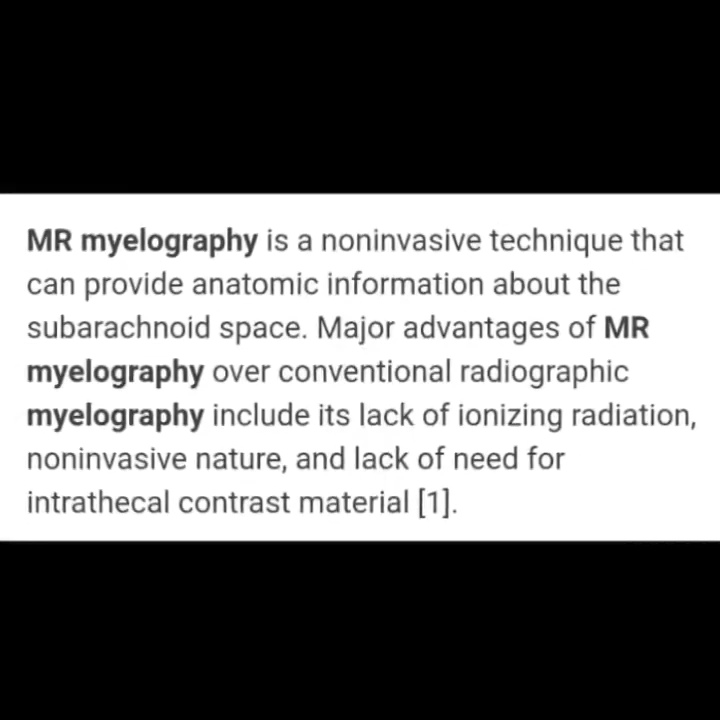 MR myelography is a noninvasive technique that
can provide anatomic information about the
subarachnoid space. Major advantages of MR
myelography over conventional radiographic
myelography include its lack of ionizing radiation,
noninvasive nature, and lack of need for
intrathecal contrast material [1].